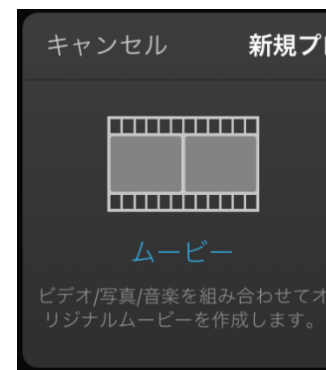 キャンセル 新規プ
ムービー
ビデオ/写真/音楽を組み合わせてオ
リジナルムービーを作成します。